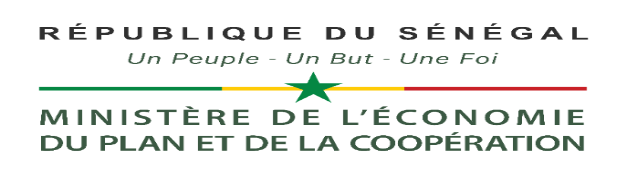 RÉPUBLIQUE DU SÉNÉGAL
Un Peuple - Un But - Une Foi
MINISTÈRE DE L'ÉCONOMIE
DU PLAN ET DE LA COOPÉRATION